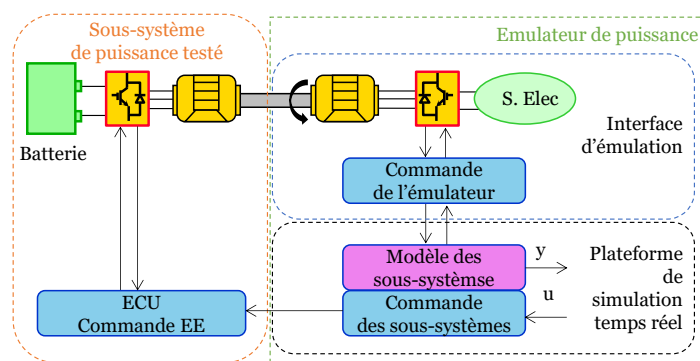 Sous-système
de puissance testé
Emulateur de puissance
Batterie
S. Elec
Interface
d'émulation
Commande
de l'émulateur
Modèle des
sous-systèmse
y
Plateforme
de
simulation
temps réel
u
ECU
Commande EE
Commande
des sous-systèmes